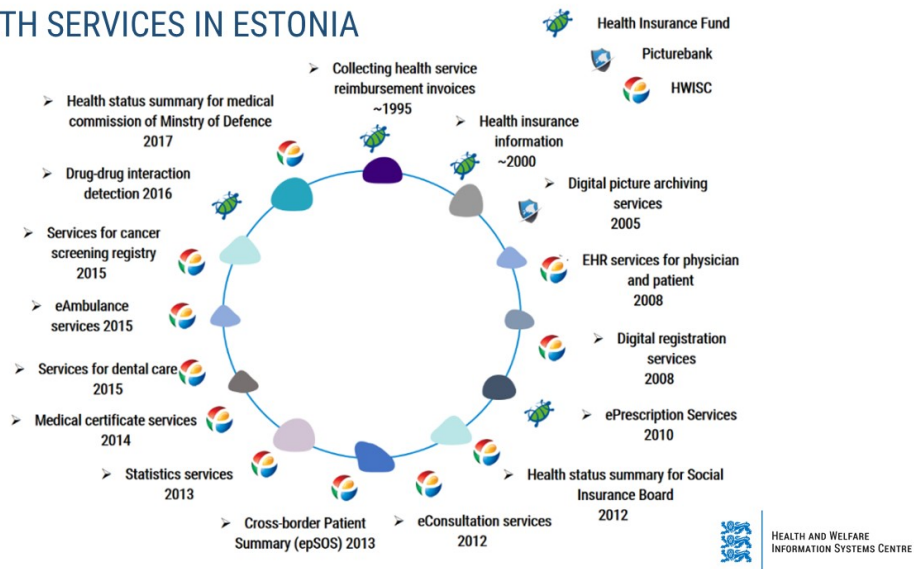 TH SERVICES IN ESTONIA
Health Insurance Fund
Picturebank
HWISC
➢ Collecting health service
reimbursement invoices
~1995
➢ Health insurance
information
~2000
➢ Digital picture archiving
services
2005
EHR services for physician
and patient
2008
➢ Digital registration
services
2008
➢ ePrescription Services
2010
➢ Health status summary for Social
Insurance Board
2012
➢ eConsultation services
2012
➢ Cross-border Patient
Summary (epSOS) 2013
➢ Statistics services
2013
➢ Medical certificate services
2014
➢ Services for dental care
2015
➢ eAmbulance
services 2015
➢ Services for cancer
screening registry
2015
➢ Drug-drug interaction
detection 2016
➢ Health status summary for medical
commission of Minstry of Defence
2017
HEALTH AND WELFARE
INFORMATION SYSTEMS CENTRE